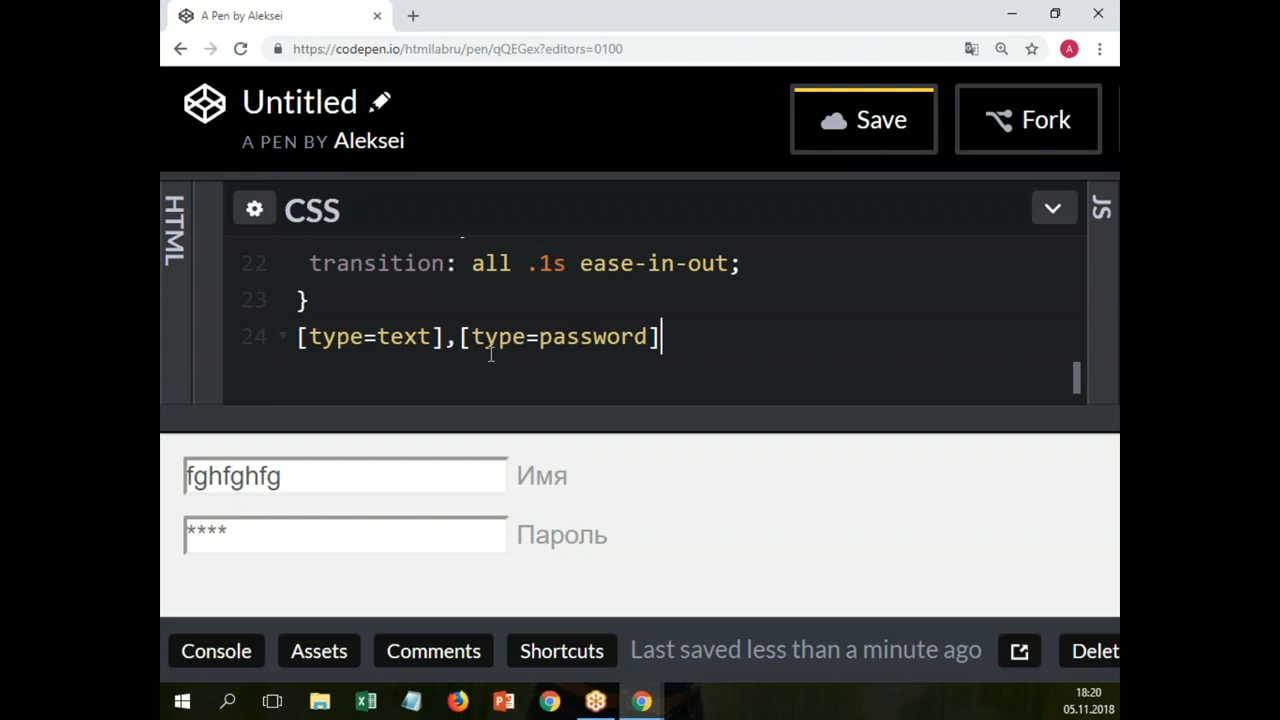 A Pen by Aleksei
https://codepen.io/htmllabru/pen/qQEGex?editors=0100
A
Untitled
A PEN BY Aleksei
Save
Fork
HTML
CSS
JS
22 transition: all .1s ease-in-out;
23 }
24 [type=text],[type=password]
fghfghfg Имя
**** Пароль
Console Assets Comments Shortcuts Last saved less than a minute ago Delet
18:20
05.11.2018